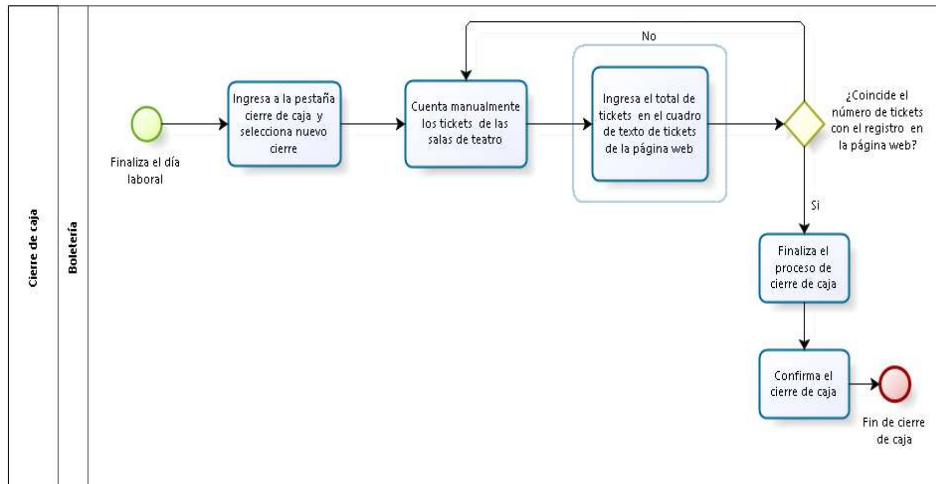 Cierre de caja
Boletería
Finaliza el día
laboral
Ingresa a la pestaña
cierre de caja y
selecciona nuevo
cierre
Cuenta manualmente
los tickets de las
salas de teatro
Ingresa el total de
tickets en el cuadro
de texto de tickets
de la página web
No
¿Coincide el
número de tickets
con el registro en
la página web?
Si
Finaliza el
proceso de
cierre de caja
Confirma el
cierre de caja
Fin de cierre
de caja